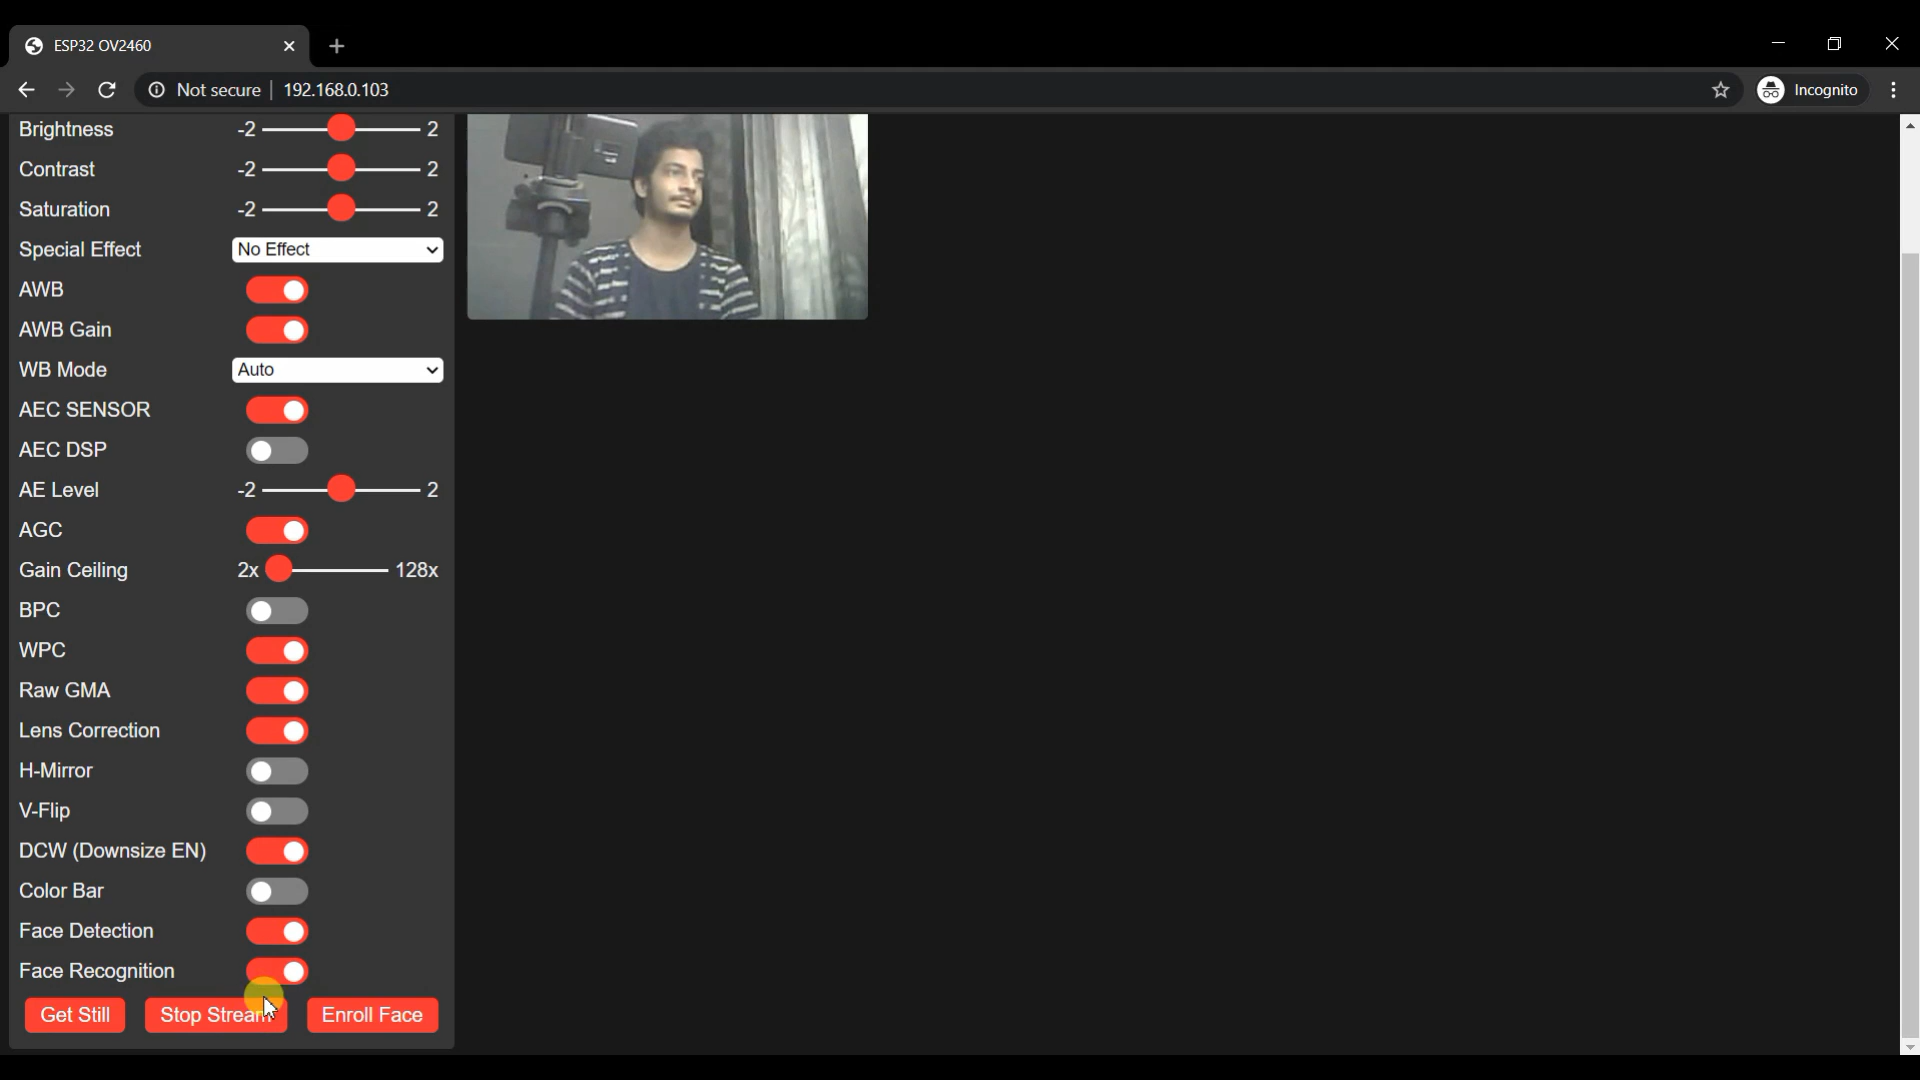 ESP32 OV2460
Not secure 192.168.0.103 Incognito
Brightness -2 2
Contrast -2 2
Saturation -2 2
Special Effect No Effect
AWB
AWB Gain
WB Mode Auto
AEC SENSOR
AEC DSP
AE Level -2 2
AGC
Gain Ceiling 2x 128x
BPC
WPC
Raw GMA
Lens Correction
H-Mirror
V-Flip
DCW (Downsize EN)
Color Bar
Face Detection
Face Recognition
Get Still Stop Stream Enroll Face